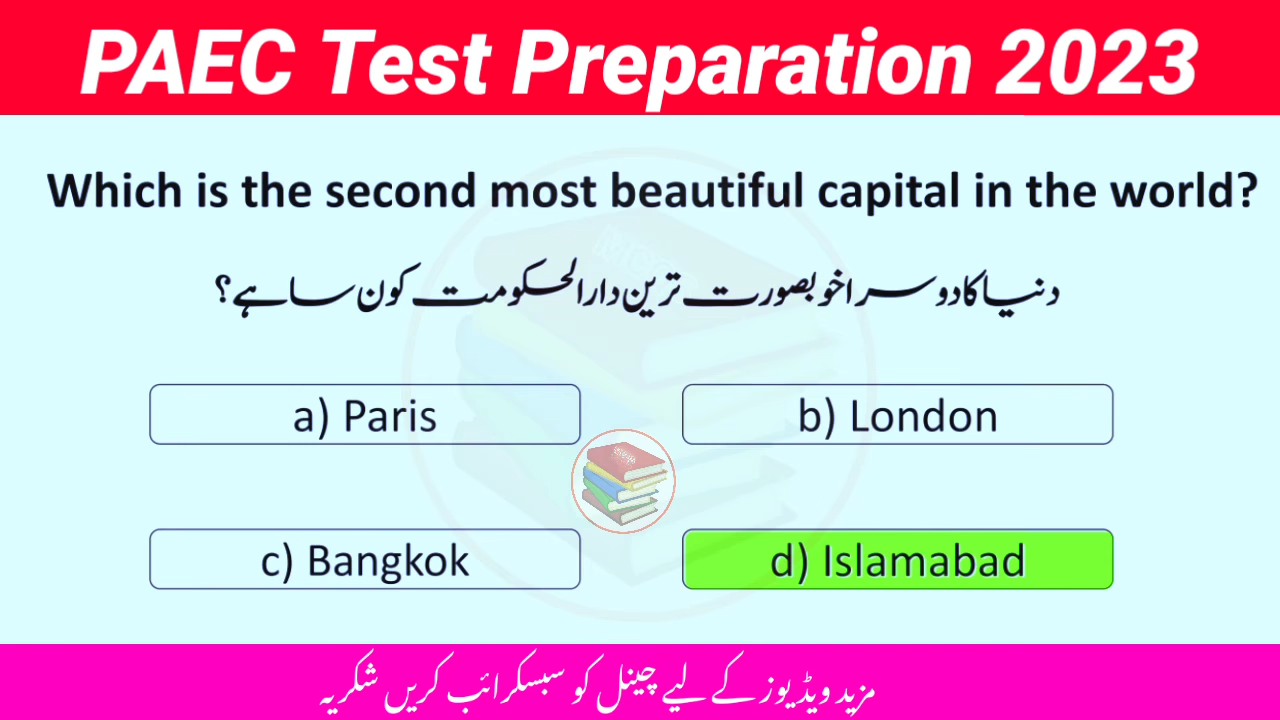 PAEC Test Preparation 2023
Which is the second most beautiful capital in the world?
دنیا کا دوسرا خوبصورت ترین دارالحکومت کون سا ہے؟
a) Paris
b) London
c) Bangkok
d) Islamabad
مزید ویڈیوز کے لیے چینل کو سبسکرائب کریں شکریہ